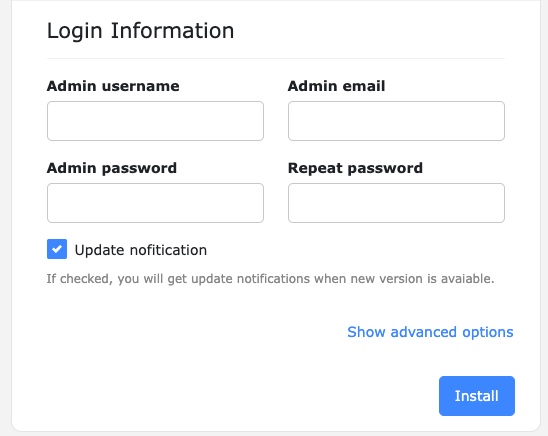 Login Information
Admin username
Admin email
Admin password
Repeat password
Update nofitication
If checked, you will get update notifications when new version is avaiable.
Show advanced options
Install